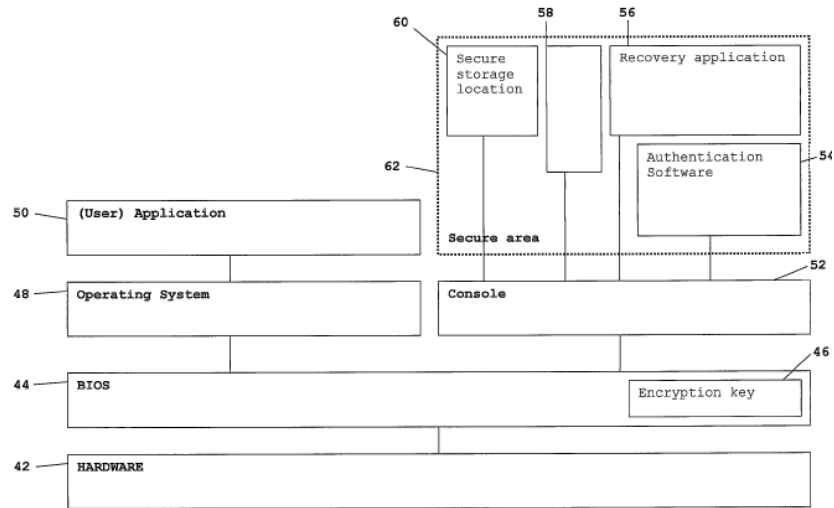 60
58
56
Secure
storage
location
Recovery application
62
Authentication
Software
54
50
(User) Application
Secure area
52
48
Operating System
Console
46
44
BIOS
Encryption key
42
HARDWARE